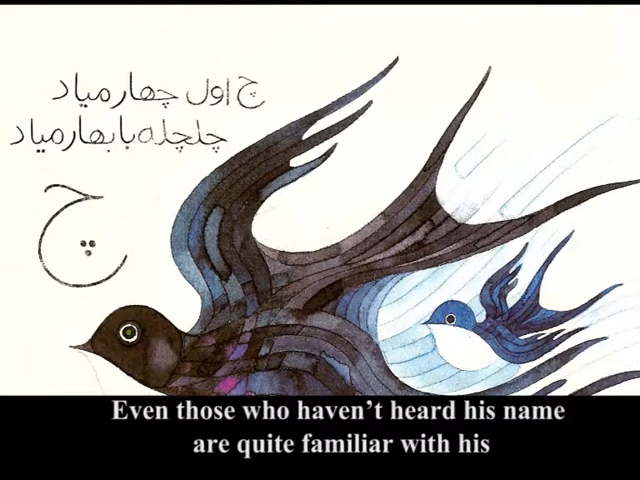 چ اول چهار میاد
چلچله با بهار میاد
چ
Even those who haven’t heard his name
are quite familiar with his